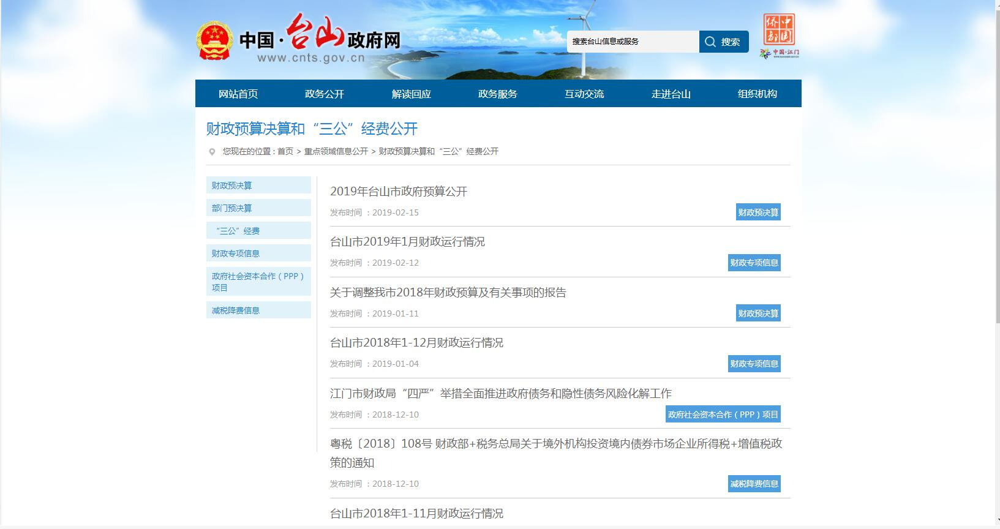 中国·台山政府网
www.cnts.gov.cn
搜索台山信息或服务
搜索
中国侨都
中国·江门
网站首页 政务公开 解读回应 政务服务 互动交流 走进台山 组织机构
财政预算决算和“三公”经费公开
您现在的位置 : 首页 > 重点领域信息公开 > 财政预算决算和“三公”经费公开
财政预决算
部门预决算
“三公”经费
财政专项信息
政府社会资本合作（PPP）
项目
减税降费信息
2019年台山市政府预算公开
发布时间 ：2019-02-15
财政预决算
台山市2019年1月财政运行情况
发布时间 ：2019-02-12
财政专项信息
关于调整我市2018年财政预算及有关事项的报告
发布时间 ：2019-01-11
财政预决算
台山市2018年1-12月财政运行情况
发布时间 ：2019-01-04
财政专项信息
江门市财政局“四严”举措全面推进政府债务和隐性债务风险化解工作
发布时间 ：2018-12-10
政府社会资本合作（PPP）项目
粤税〔2018〕108号 财政部+税务总局关于境外机构投资境内债券市场企业所得税+增值税政
策的通知
发布时间 ：2018-12-10
减税降费信息
台山市2018年1-11月财政运行情况